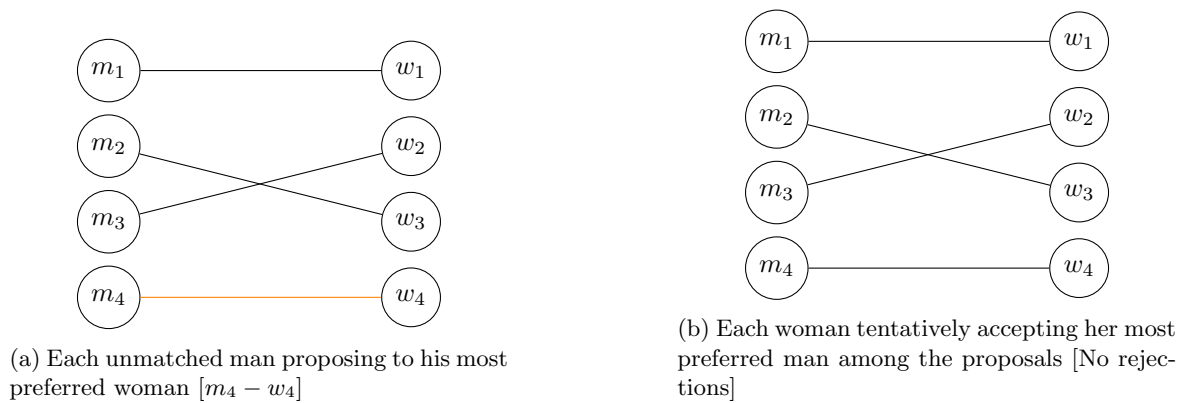 m₁ w₁
m₂ w₂
m₃ w₃
m₄ w₄
(a) Each unmatched man proposing to his most
preferred woman [m₄ − w₄]
m₁ w₁
m₂ w₂
m₃ w₃
m₄ w₄
(b) Each woman tentatively accepting her most
preferred man among the proposals [No rejec-
tions]